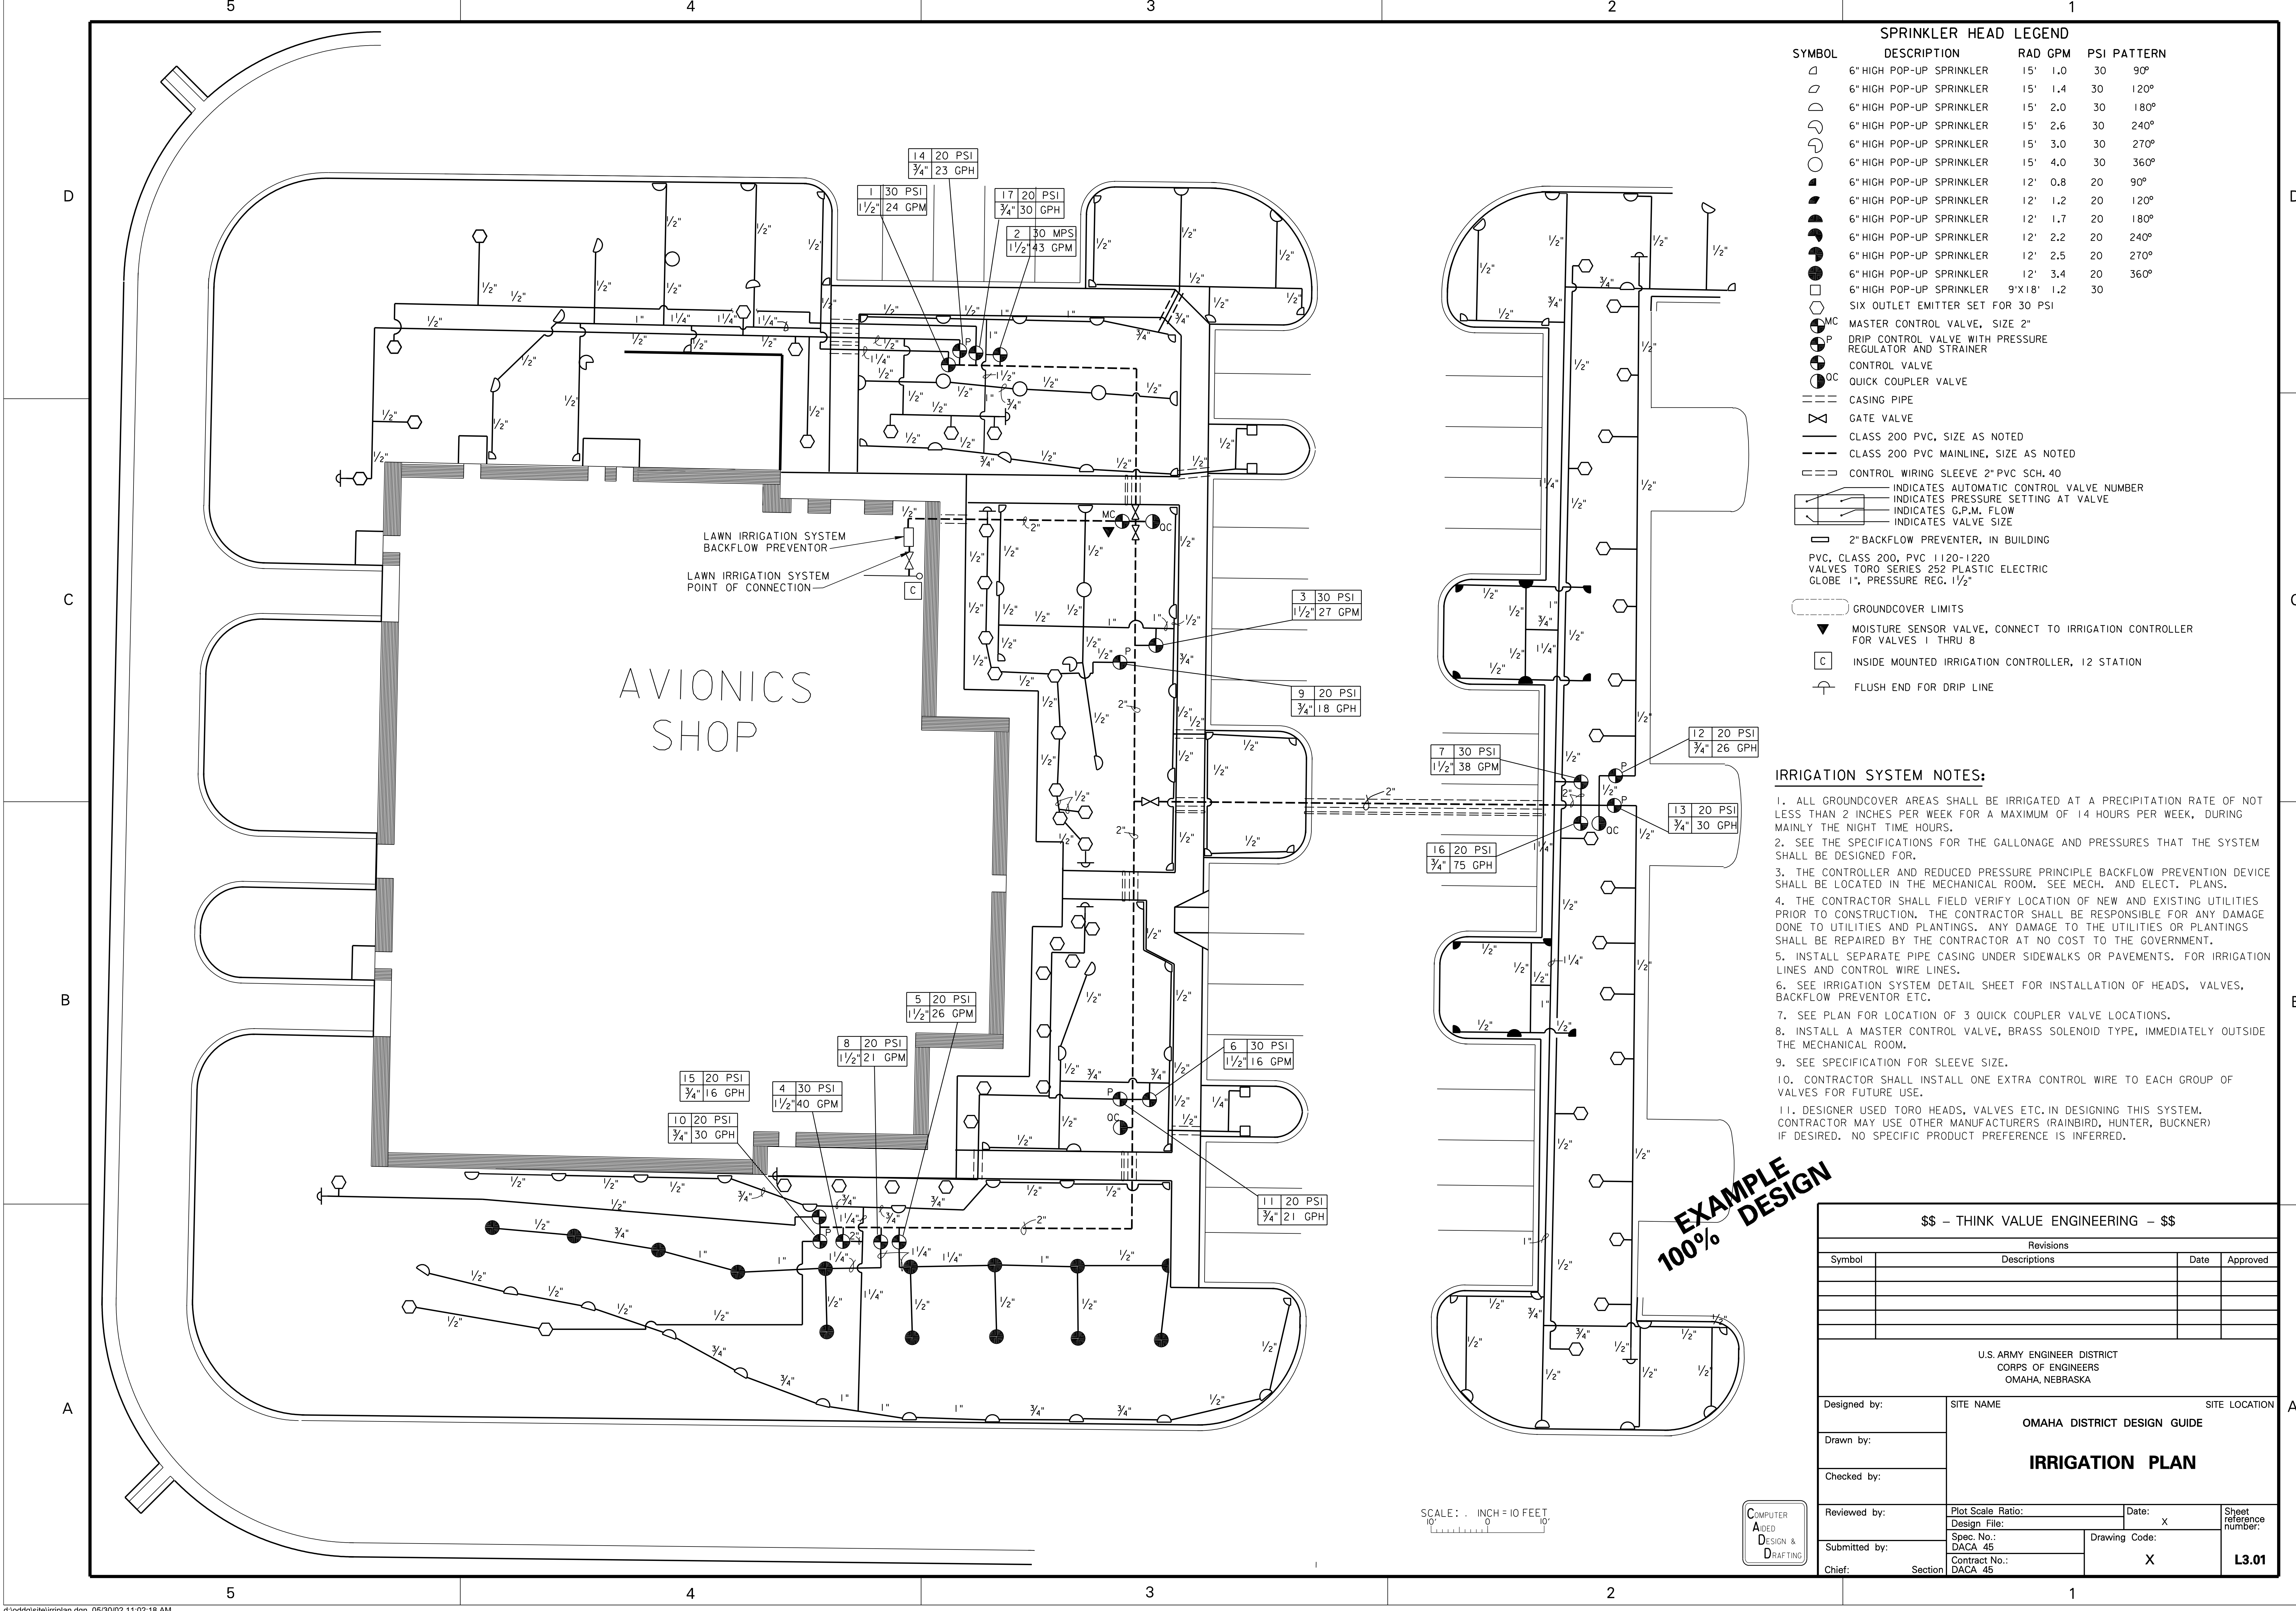 5 4 3 2 1
D
C
B
A
SPRINKLER HEAD LEGEND
SYMBOL DESCRIPTION RAD GPM PSI PATTERN
6" HIGH POP-UP SPRINKLER 15' 1.0 30 90°
6" HIGH POP-UP SPRINKLER 15' 1.4 30 120°
6" HIGH POP-UP SPRINKLER 15' 2.0 30 180°
6" HIGH POP-UP SPRINKLER 15' 2.6 30 240°
6" HIGH POP-UP SPRINKLER 15' 3.0 30 270°
6" HIGH POP-UP SPRINKLER 15' 4.0 30 360°
6" HIGH POP-UP SPRINKLER 12' 0.8 20 90°
6" HIGH POP-UP SPRINKLER 12' 1.2 20 120°
6" HIGH POP-UP SPRINKLER 12' 1.7 20 180°
6" HIGH POP-UP SPRINKLER 12' 2.2 20 240°
6" HIGH POP-UP SPRINKLER 12' 2.5 20 270°
6" HIGH POP-UP SPRINKLER 12' 3.4 20 360°
6" HIGH POP-UP SPRINKLER 9'X18' 1.2 30
SIX OUTLET EMITTER SET FOR 30 PSI
MC MASTER CONTROL VALVE, SIZE 2"
P DRIP CONTROL VALVE WITH PRESSURE
REGULATOR AND STRAINER
CONTROL VALVE
QC QUICK COUPLER VALVE
CASING PIPE
GATE VALVE
CLASS 200 PVC, SIZE AS NOTED
CLASS 200 PVC MAINLINE, SIZE AS NOTED
CONTROL WIRING SLEEVE 2" PVC SCH. 40
INDICATES AUTOMATIC CONTROL VALVE NUMBER
INDICATES PRESSURE SETTING AT VALVE
INDICATES G.P.M. FLOW
INDICATES VALVE SIZE
2" BACKFLOW PREVENTER, IN BUILDING
PVC, CLASS 200, PVC 1120-1220
VALVES TORO SERIES 252 PLASTIC ELECTRIC
GLOBE 1", PRESSURE REG. 1½"
GROUNDCOVER LIMITS
MOISTURE SENSOR VALVE, CONNECT TO IRRIGATION CONTROLLER
FOR VALVES 1 THRU 8
C INSIDE MOUNTED IRRIGATION CONTROLLER, 12 STATION
FLUSH END FOR DRIP LINE
14 20 PSI
¾" 23 GPH
1 30 PSI
1½" 24 GPM
17 20 PSI
¾" 30 GPH
2 30 MPS
1½" 43 GPM
LAWN IRRIGATION SYSTEM
BACKFLOW PREVENTOR
LAWN IRRIGATION SYSTEM
POINT OF CONNECTION
C
MC
QC
3 30 PSI
1½" 27 GPM
AVIONICS
SHOP
9 20 PSI
¾" 18 GPH
7 30 PSI
1½" 38 GPM
12 20 PSI
¾" 26 GPH
13 20 PSI
¾" 30 GPH
16 20 PSI
¾" 75 GPH
5 20 PSI
1½" 26 GPM
8 20 PSI
1½" 21 GPM
6 30 PSI
1½" 16 GPM
15 20 PSI
¾" 16 GPH
4 30 PSI
1½" 40 GPM
10 20 PSI
¾" 30 GPH
11 20 PSI
¾" 21 GPH
IRRIGATION SYSTEM NOTES:
1. ALL GROUNDCOVER AREAS SHALL BE IRRIGATED AT A PRECIPITATION RATE OF NOT
LESS THAN 2 INCHES PER WEEK FOR A MAXIMUM OF 14 HOURS PER WEEK, DURING
MAINLY THE NIGHT TIME HOURS.
2. SEE THE SPECIFICATIONS FOR THE GALLONAGE AND PRESSURES THAT THE SYSTEM
SHALL BE DESIGNED FOR.
3. THE CONTROLLER AND REDUCED PRESSURE PRINCIPLE BACKFLOW PREVENTION DEVICE
SHALL BE LOCATED IN THE MECHANICAL ROOM. SEE MECH. AND ELECT. PLANS.
4. THE CONTRACTOR SHALL FIELD VERIFY LOCATION OF NEW AND EXISTING UTILITIES
PRIOR TO CONSTRUCTION. THE CONTRACTOR SHALL BE RESPONSIBLE FOR ANY DAMAGE
DONE TO UTILITIES AND PLANTINGS. ANY DAMAGE TO THE UTILITIES OR PLANTINGS
SHALL BE REPAIRED BY THE CONTRACTOR AT NO COST TO THE GOVERNMENT.
5. INSTALL SEPARATE PIPE CASING UNDER SIDEWALKS OR PAVEMENTS. FOR IRRIGATION
LINES AND CONTROL WIRE LINES.
6. SEE IRRIGATION SYSTEM DETAIL SHEET FOR INSTALLATION OF HEADS, VALVES,
BACKFLOW PREVENTOR ETC.
7. SEE PLAN FOR LOCATION OF 3 QUICK COUPLER VALVE LOCATIONS.
8. INSTALL A MASTER CONTROL VALVE, BRASS SOLENOID TYPE, IMMEDIATELY OUTSIDE
THE MECHANICAL ROOM.
9. SEE SPECIFICATION FOR SLEEVE SIZE.
10. CONTRACTOR SHALL INSTALL ONE EXTRA CONTROL WIRE TO EACH GROUP OF
VALVES FOR FUTURE USE.
11. DESIGNER USED TORO HEADS, VALVES ETC. IN DESIGNING THIS SYSTEM.
CONTRACTOR MAY USE OTHER MANUFACTURERS (RAINBIRD, HUNTER, BUCKNER)
IF DESIRED. NO SPECIFIC PRODUCT PREFERENCE IS INFERRED.
EXAMPLE
100% DESIGN
$$ – THINK VALUE ENGINEERING – $$
Revisions
Symbol Descriptions Date Approved
U.S. ARMY ENGINEER DISTRICT
CORPS OF ENGINEERS
OMAHA, NEBRASKA
Designed by:
SITE NAME SITE LOCATION
OMAHA DISTRICT DESIGN GUIDE
Drawn by:
IRRIGATION PLAN
Checked by:
Reviewed by:
Plot Scale Ratio:
Date:
X
Sheet
reference
number:
Design File:
Spec. No.:
DACA 45
Drawing Code:
X
Submitted by:
Contract No.:
DACA 45
L3.01
Chief: Section
SCALE: . INCH = 10 FEET
10' 0 10'
COMPUTER
AIDED
DESIGN &
DRAFTING
5 4 3 2 1